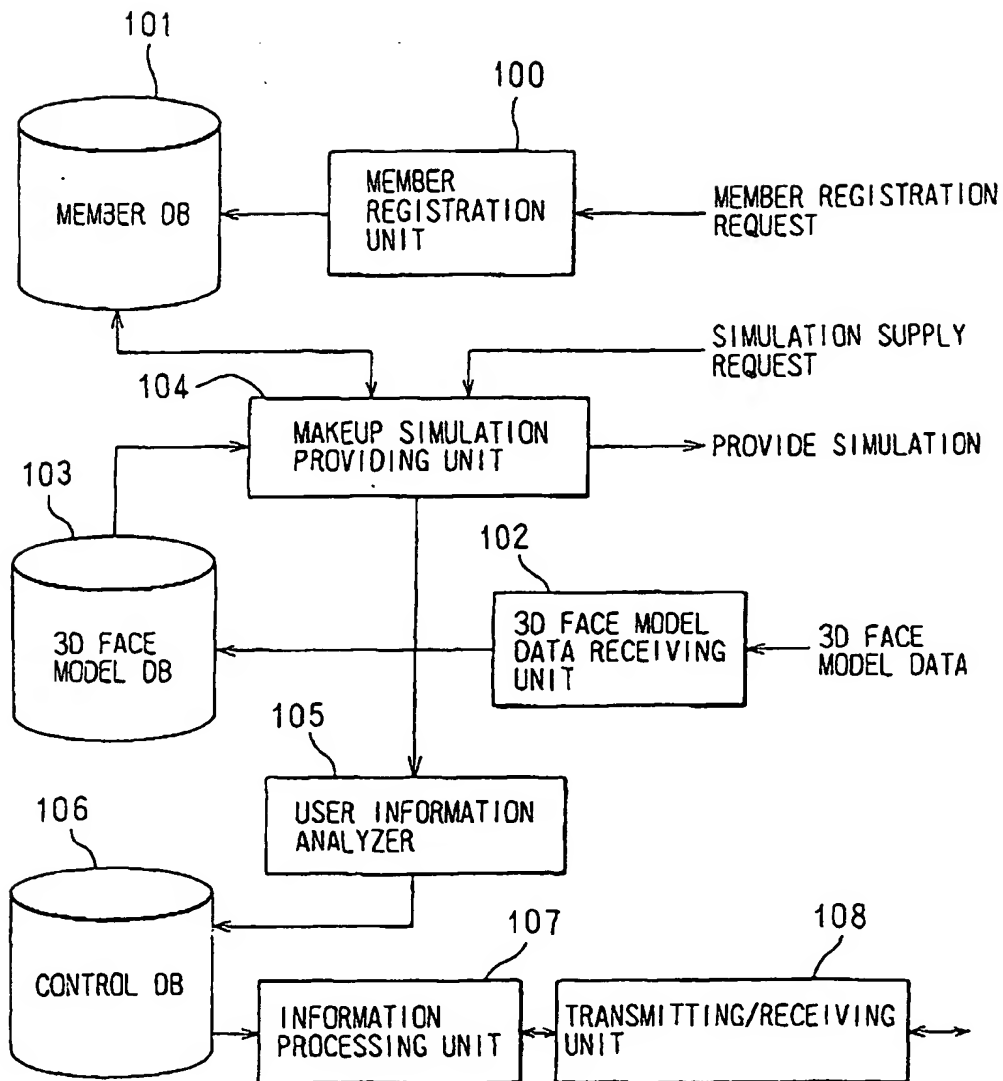 101
100
MEMBER DB
MEMBER
REGISTRATION
UNIT
MEMBER REGISTRATION
REQUEST
SIMULATION SUPPLY
REQUEST
104
MAKEUP SIMULATION
PROVIDING UNIT
PROVIDE SIMULATION
103
102
3D FACE
MODEL DB
3D FACE MODEL
DATA RECEIVING
UNIT
3D FACE
MODEL DATA
105
USER INFORMATION
ANALYZER
106
107
108
CONTROL DB
INFORMATION
PROCESSING UNIT
TRANSMITTING/RECEIVING
UNIT